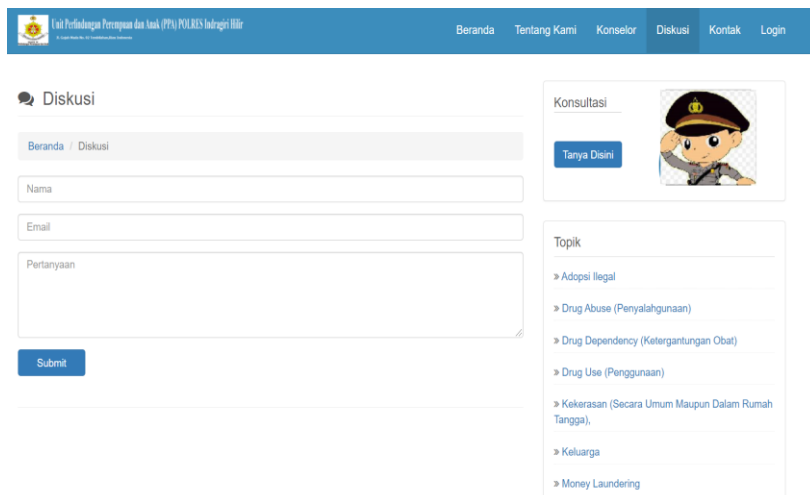 Unit Perlindungan Perempuan dan Anak (PPA) POLRES Indragiri Hilir
Beranda Tentang Kami Konselor Diskusi Kontak Login
Diskusi
Beranda / Diskusi
Nama
Email
Pertanyaan
Submit
Konsultasi
Tanya Disini
Topik
» Adopsi Ilegal
» Drug Abuse (Penyalahgunaan)
» Drug Dependency (Ketergantungan Obat)
» Drug Use (Penggunaan)
» Kekerasan (Secara Umum Maupun Dalam Rumah
Tangga),
» Keluarga
» Money Laundering